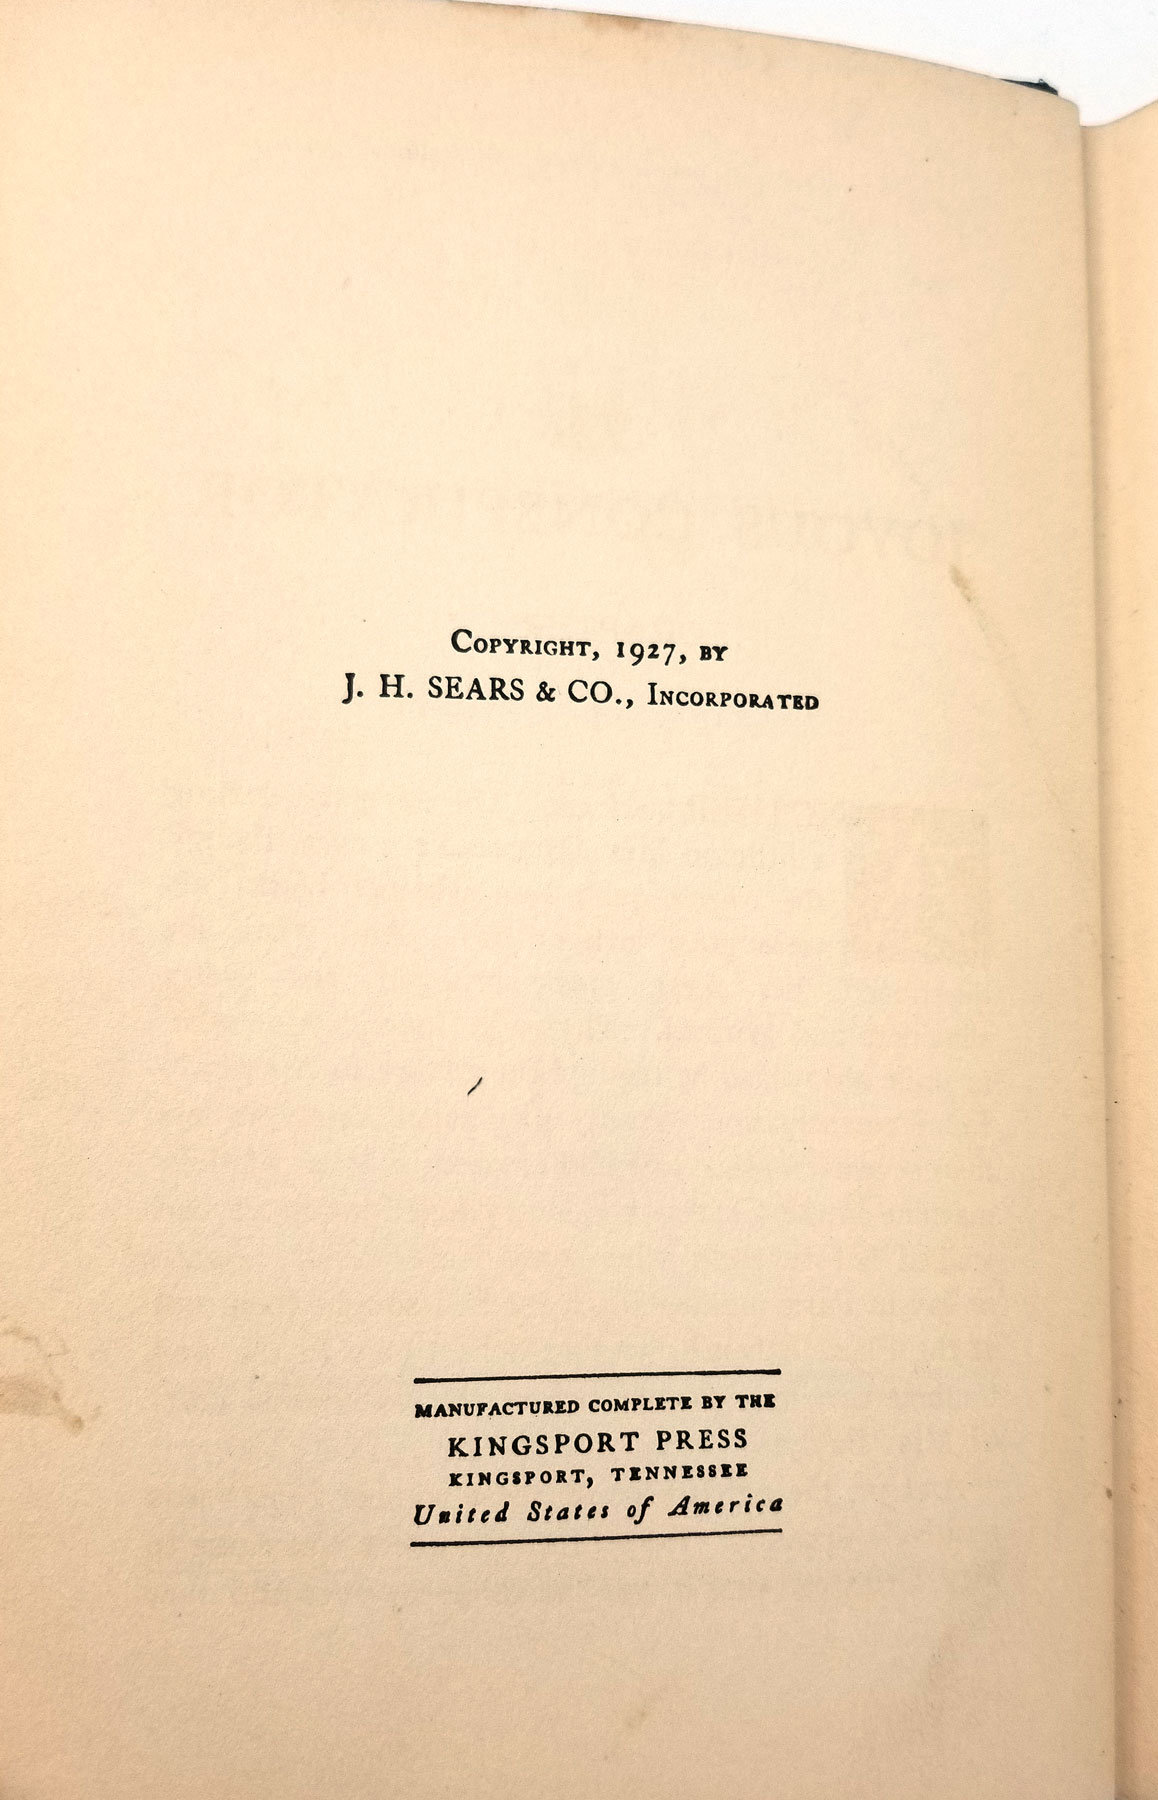 COPYRIGHT, 1927, BY
J. H. SEARS & CO., INCORPORATED
MANUFACTURED COMPLETE BY THE
KINGSPORT PRESS
KINGSPORT, TENNESSEE
United States of America